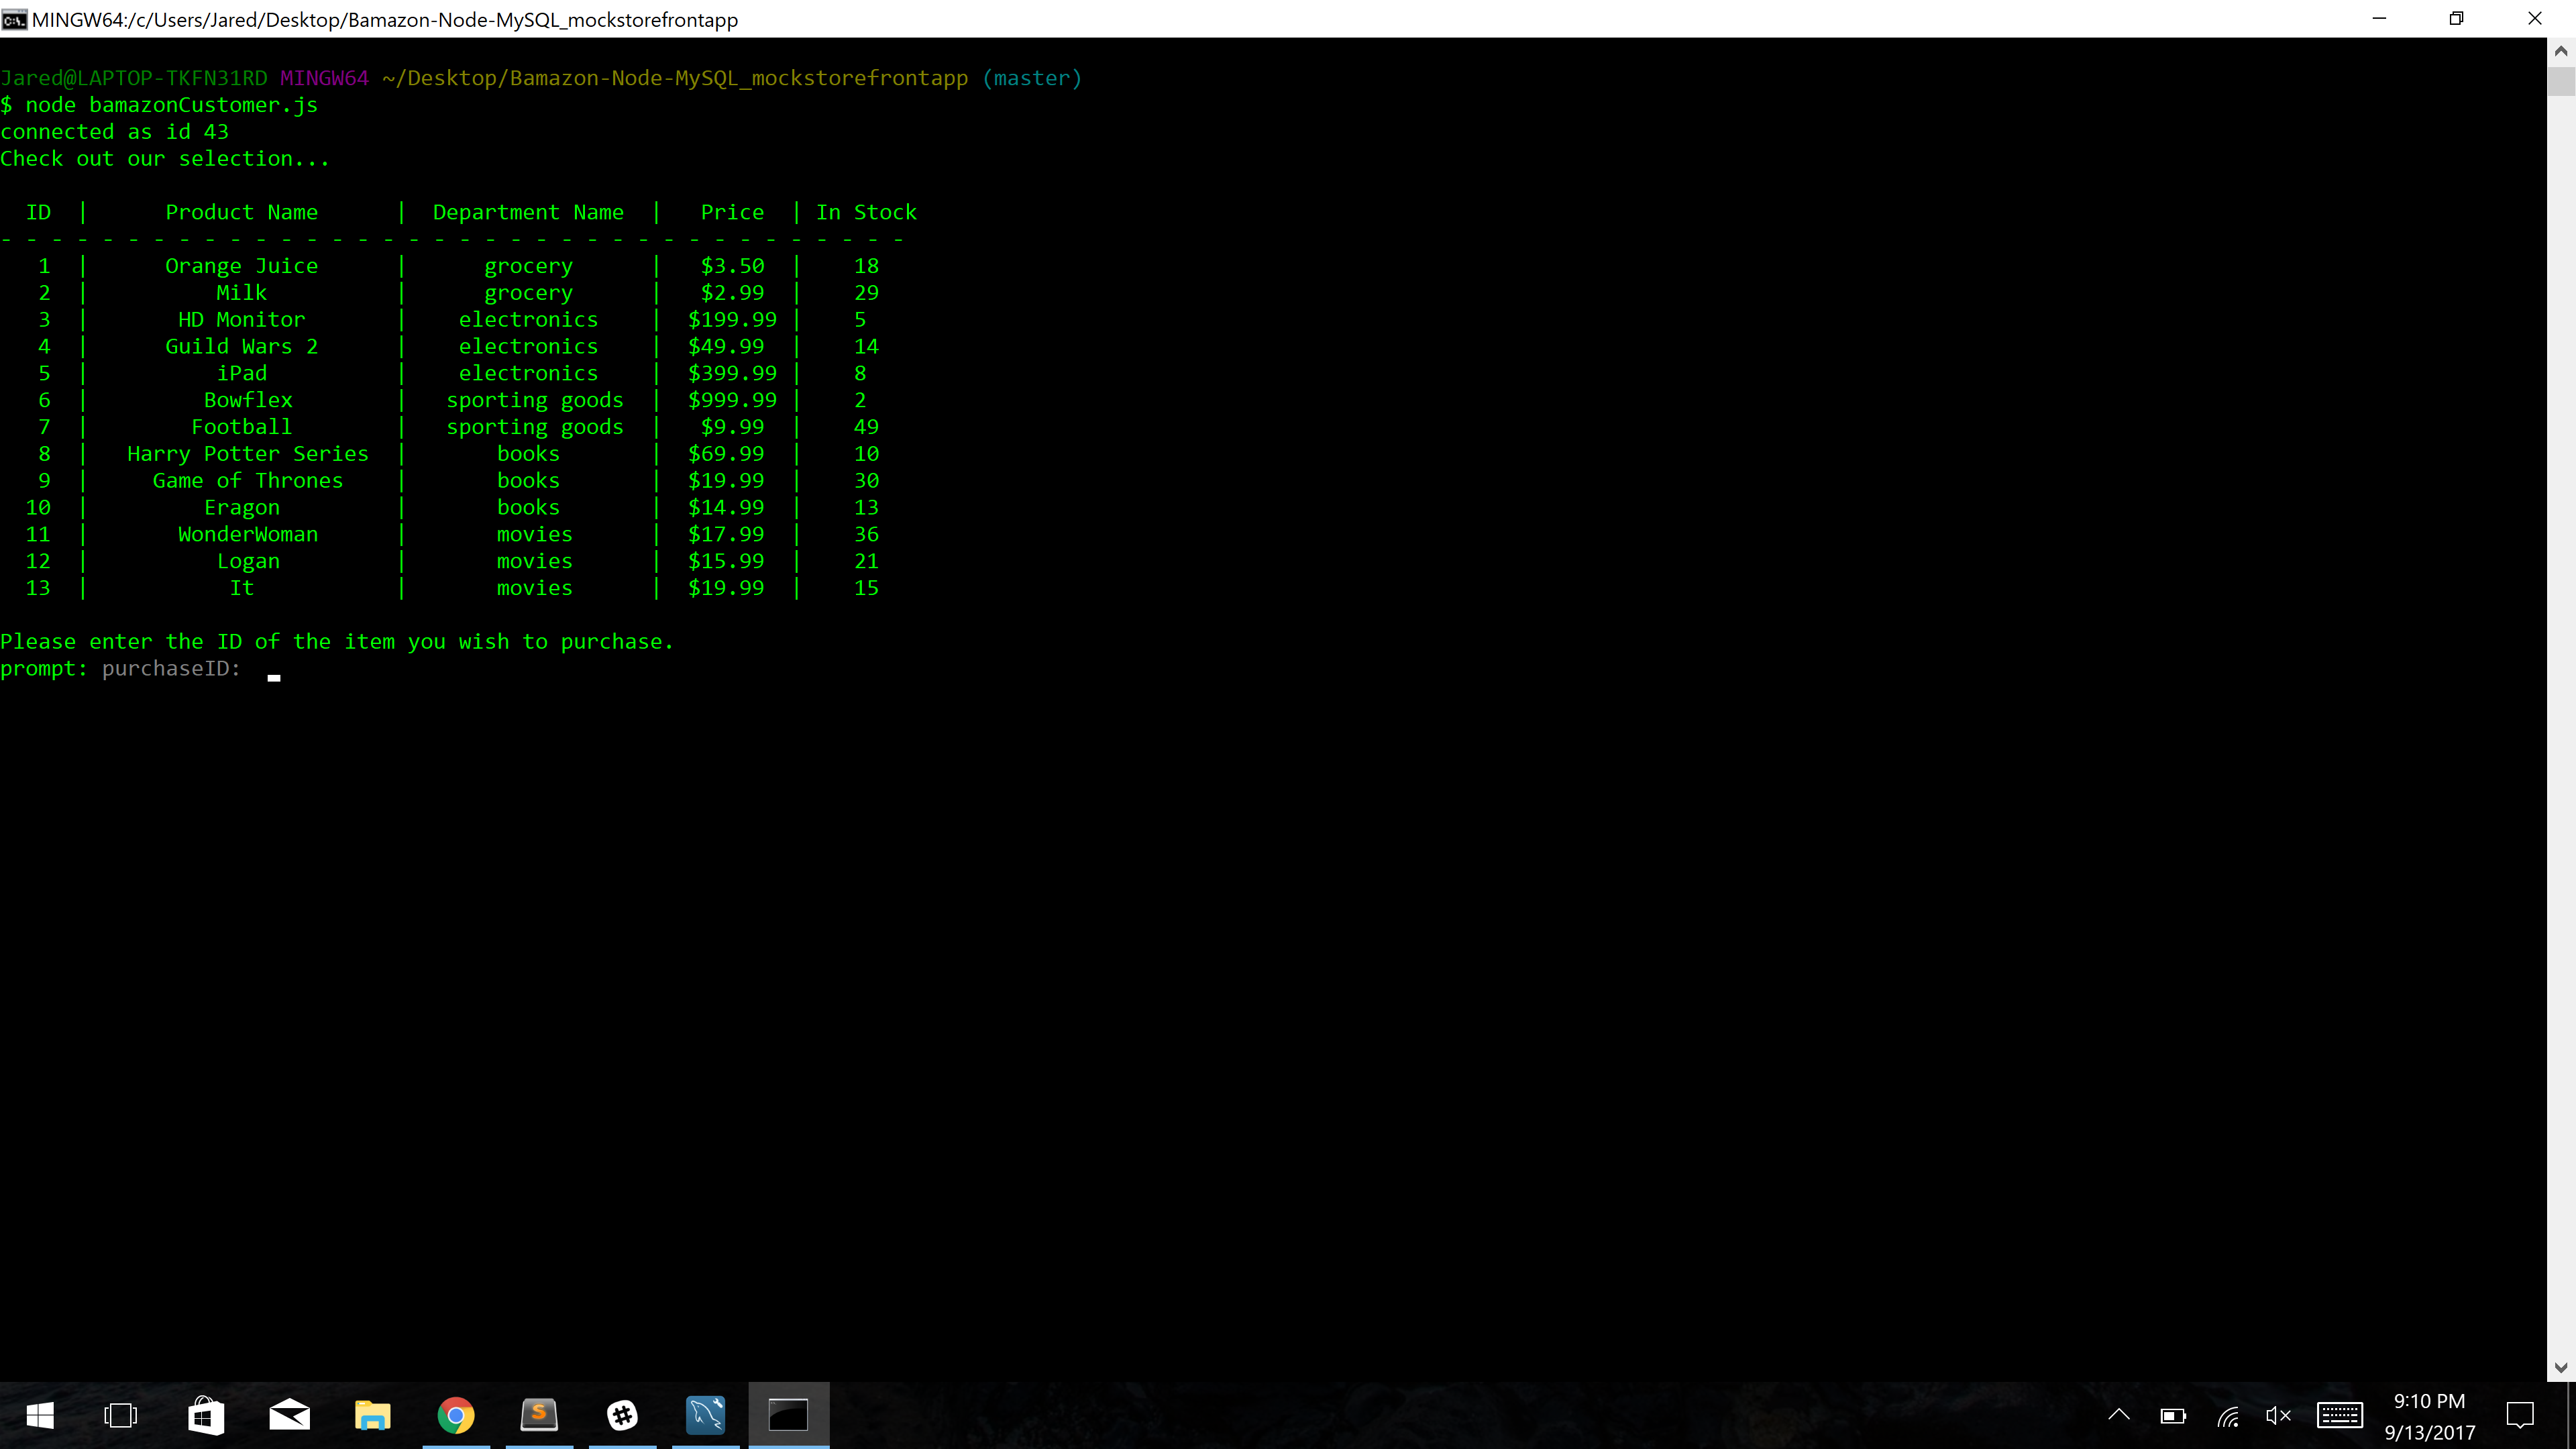 MINGW64:/c/Users/Jared/Desktop/Bamazon-Node-MySQL_mockstorefrontapp
Jared@LAPTOP-TKFN31RD MINGW64 ~/Desktop/Bamazon-Node-MySQL_mockstorefrontapp (master)
$ node bamazonCustomer.js
connected as id 43
Check out our selection...
ID | Product Name | Department Name | Price | In Stock
- - - - - - - - - - - - - - - - - - - - - - - - - - - - - - - - - - - -
1 | Orange Juice | grocery | $3.50 | 18
2 | Milk | grocery | $2.99 | 29
3 | HD Monitor | electronics | $199.99 | 5
4 | Guild Wars 2 | electronics | $49.99 | 14
5 | iPad | electronics | $399.99 | 8
6 | Bowflex | sporting goods | $999.99 | 2
7 | Football | sporting goods | $9.99 | 49
8 | Harry Potter Series | books | $69.99 | 10
9 | Game of Thrones | books | $19.99 | 30
10 | Eragon | books | $14.99 | 13
11 | WonderWoman | movies | $17.99 | 36
12 | Logan | movies | $15.99 | 21
13 | It | movies | $19.99 | 15
Please enter the ID of the item you wish to purchase.
prompt: purchaseID:
9:10 PM
9/13/2017